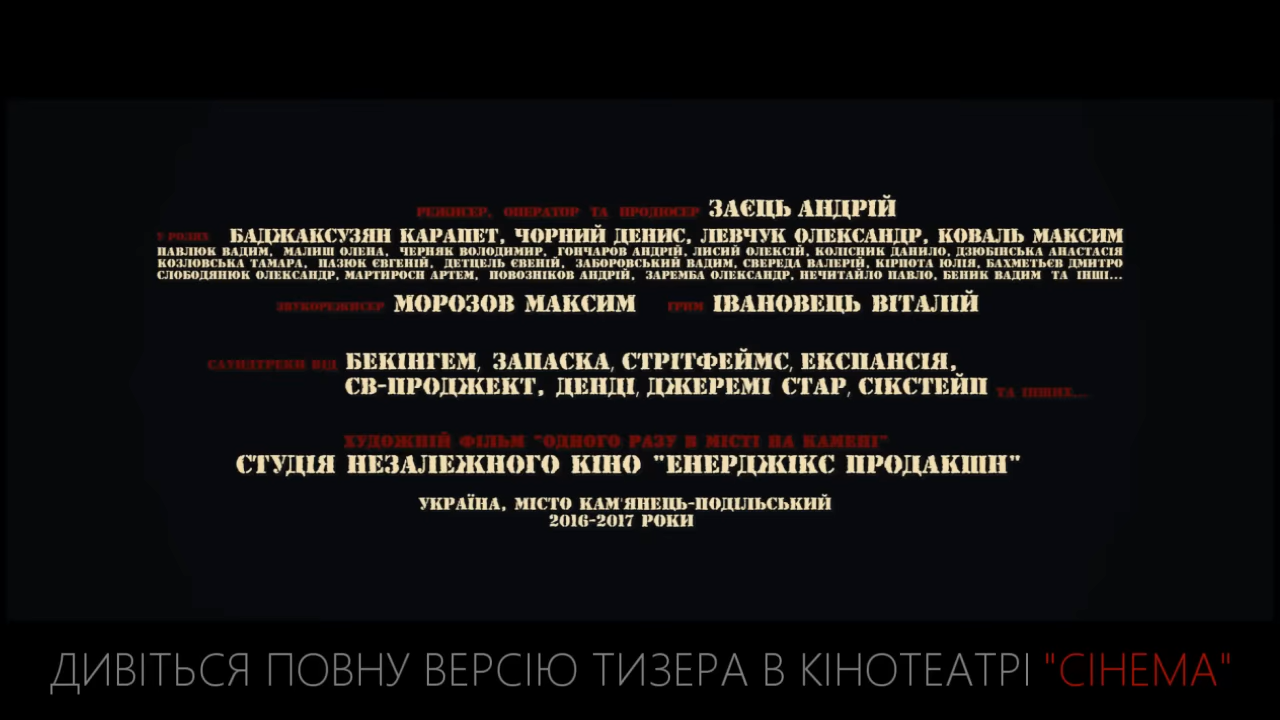 РЕЖИСЕР, ОПЕРАТОР ТА ПРОДЮСЕР ЗАЄЦЬ АНДРІЙ
У РОЛЯХ БАДЖАКСУЗЯН КАРАПЕТ, ЧОРНИЙ ДЕНИС, ЛЕВЧУК ОЛЕКСАНДР, КОВАЛЬ МАКСИМ
ПАВЛЮК ВАДИМ, МАЛИШ ОЛЕНА, ЧЕРНЯК ВОЛОДИМИР, ГОНЧАРОВ АНДРІЙ, ЛИСИЙ ОЛЕКСІЙ, КОЛІСНИК ДАНИЛО, ДЗЮБІНСЬКА АНАСТАСІЯ
КОЗЛОВСЬКА ТАМАРА, ПАЗЮК ЄВГЕНІЙ, ДЕТЦЕЛЬ ЄВЕНІЙ, ЗАБОРОВСЬКИЙ ВАДИМ, СВЕРЕДА ВАЛЕРІЙ, КІРПОТА ЮЛІЯ, БАХМЕТЬЄВ ДМИТРО
СЛОБОДЯНЮК ОЛЕКСАНДР, МАРТИРОСН АРТЕМ, ПОВОЗНІКОВ АНДРІЙ, ЗАРЕМБА ОЛЕКСАНДР, НЕЧИТАЙЛО ПАВЛО, БЕНИК ВАДИМ ТА ІНШІ...
ЗВУКОРЕЖИСЕР МОРОЗОВ МАКСИМ ГРИМ ІВАНОВЕЦЬ ВІТАЛІЙ
САУНДТРЕКИ ВІД БЕКІНГЕМ, ЗАПАСКА, СТРІТФЕЙМС, ЕКСПАНСІЯ,
СВ-ПРОДЖЕКТ, ДЕНДІ, ДЖЕРЕМІ СТАР, СІКСТЕЙП ТА ІНШИХ...
ХУДОЖНІЙ ФІЛЬМ "ОДНОГО РАЗУ В МІСТІ НА КАМЕНІ"
СТУДІЯ НЕЗАЛЕЖНОГО КІНО "ЕНЕРДЖІКС ПРОДАКШН"
УКРАЇНА, МІСТО КАМ'ЯНЕЦЬ-ПОДІЛЬСЬКИЙ
2016-2017 РОКИ
ДИВІТЬСЯ ПОВНУ ВЕРСІЮ ТИЗЕРА В КІНОТЕАТРІ "СІНЕМА"